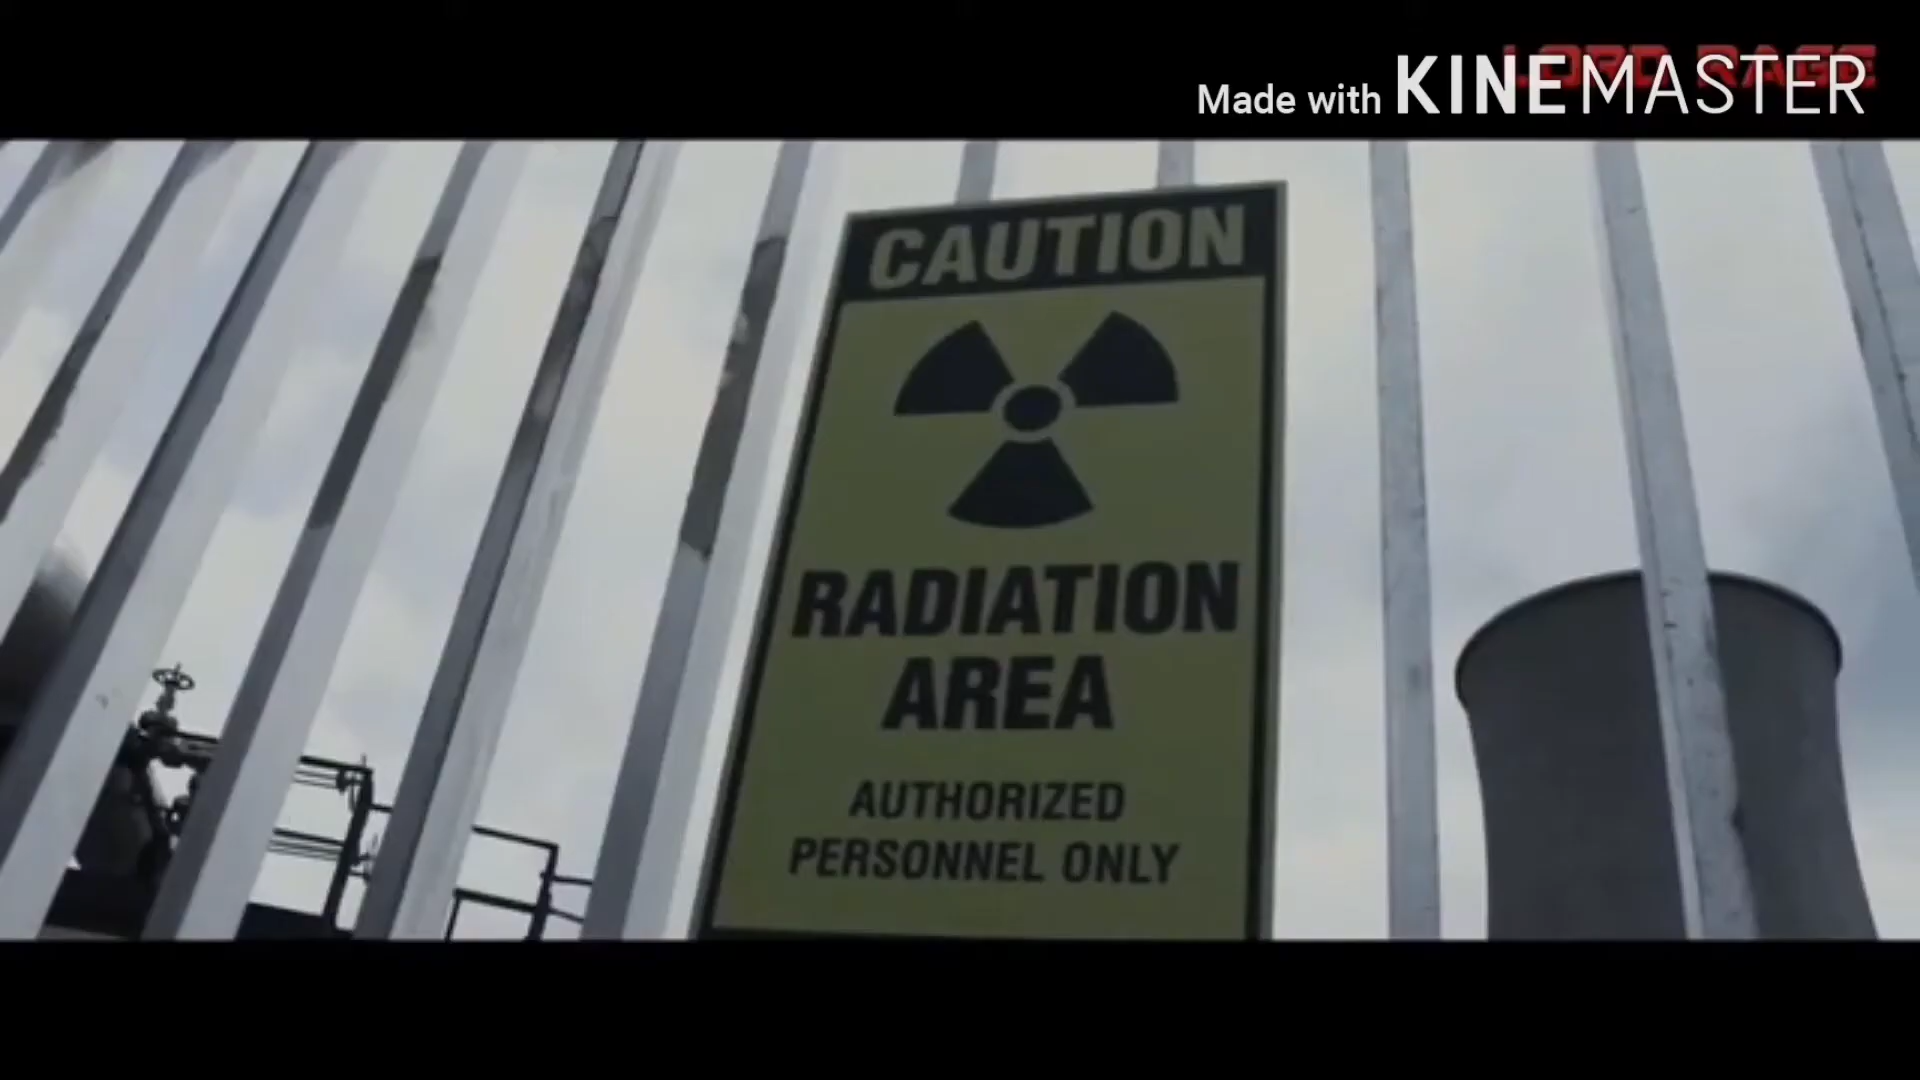 Made with KINEMASTER
CAUTION
RADIATION
AREA
AUTHORIZED
PERSONNEL ONLY